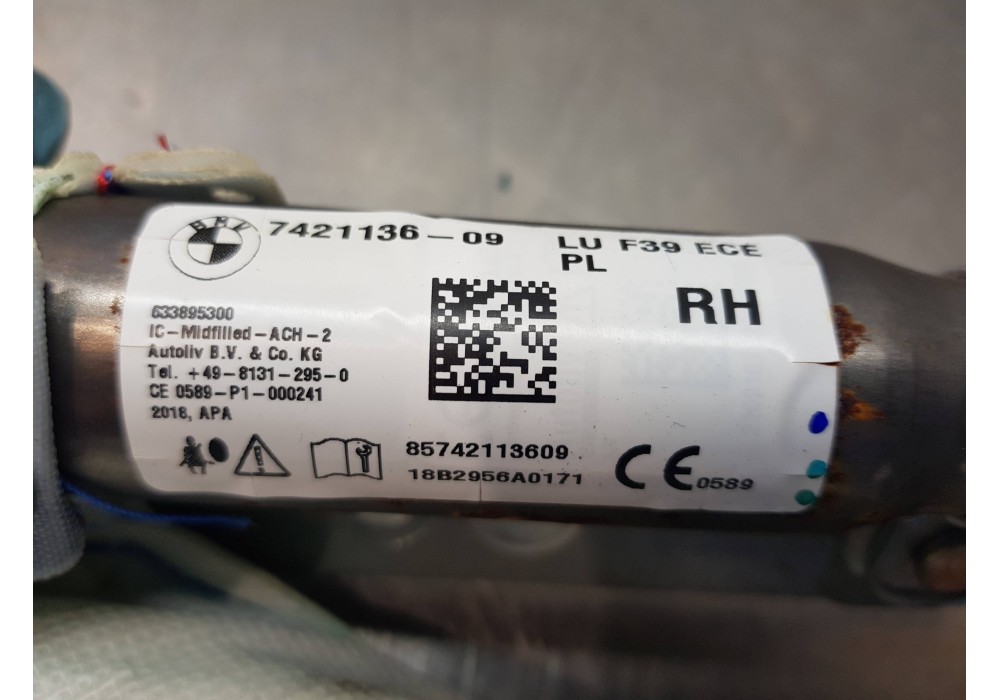 BMW 7421136-09 LU F39 ECE
PL
RH
633895300
IC-Midfilled-ACH-2
Autoliv B.V. & Co. KG
Tel. +49-8131-295-0
CE 0589-P1-000241
2018, APA
85742113609
18B2956A0171
CE 0589